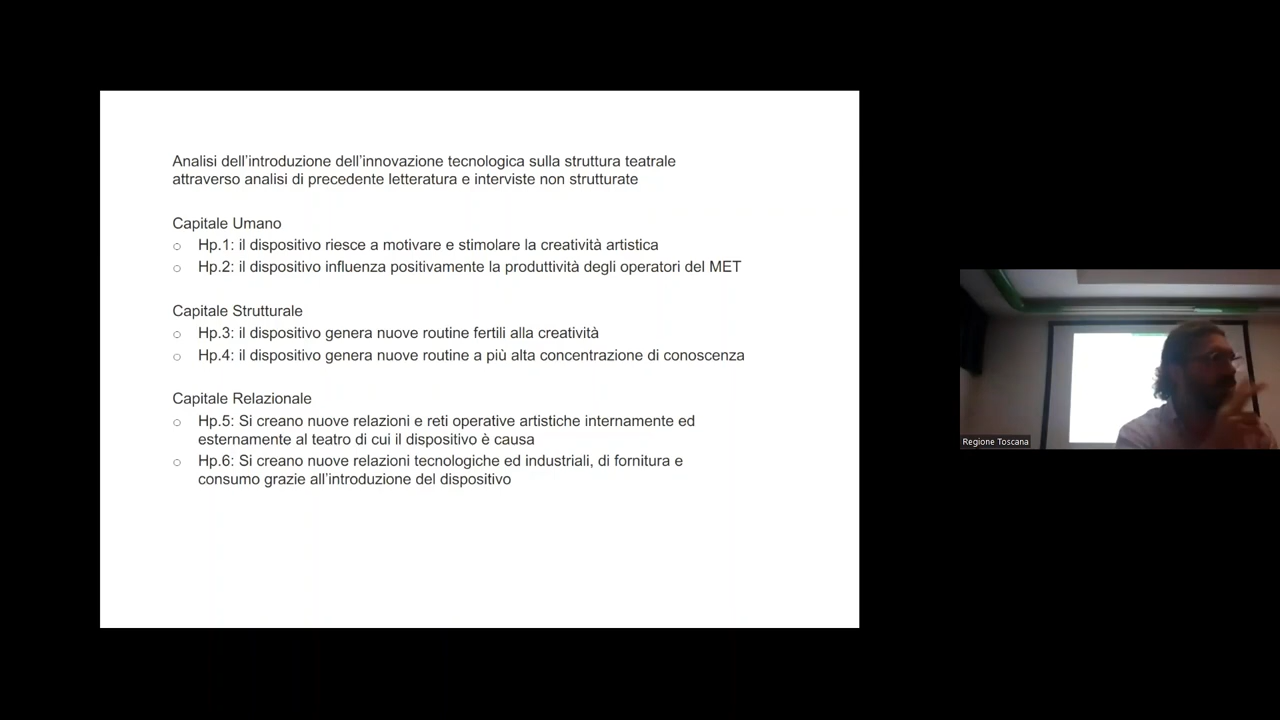 Analisi dell'introduzione dell'innovazione tecnologica sulla struttura teatrale
attraverso analisi di precedente letteratura e interviste non strutturate
Capitale Umano
○ Hp.1: il dispositivo riesce a motivare e stimolare la creatività artistica
○ Hp.2: il dispositivo influenza positivamente la produttività degli operatori del MET
Capitale Strutturale
○ Hp.3: il dispositivo genera nuove routine fertili alla creatività
○ Hp.4: il dispositivo genera nuove routine a più alta concentrazione di conoscenza
Capitale Relazionale
○ Hp.5: Si creano nuove relazioni e reti operative artistiche internamente ed
esternamente al teatro di cui il dispositivo è causa
○ Hp.6: Si creano nuove relazioni tecnologiche ed industriali, di fornitura e
consumo grazie all'introduzione del dispositivo
Regione Toscana